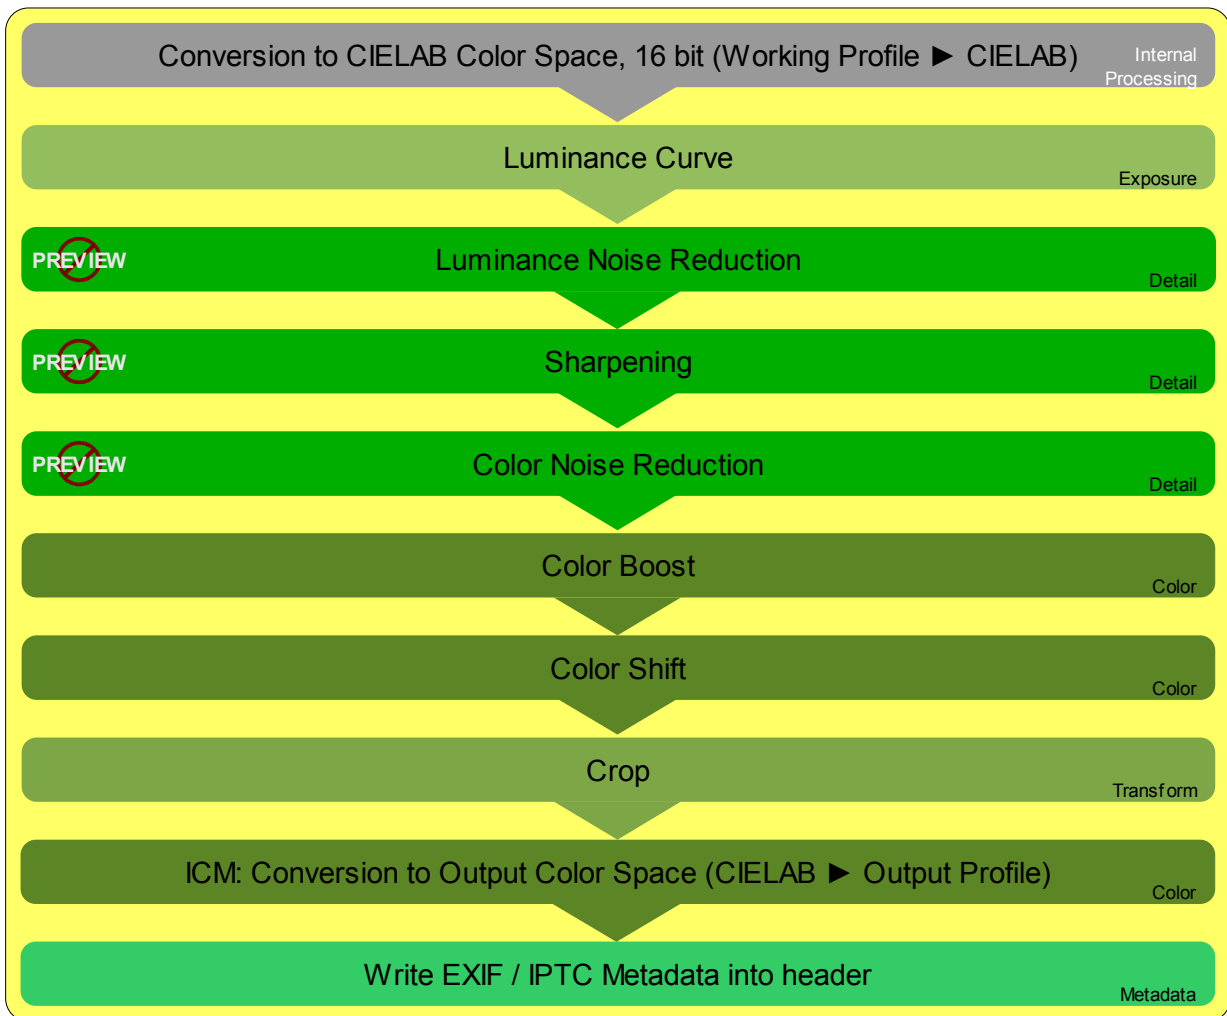 Conversion to CIELAB Color Space, 16 bit (Working Profile ► CIELAB)
Internal
Processing
Luminance Curve
Exposure
PREVIEW
Luminance Noise Reduction
Detail
PREVIEW
Sharpening
Detail
PREVIEW
Color Noise Reduction
Detail
Color Boost
Color
Color Shift
Color
Crop
Transform
ICM: Conversion to Output Color Space (CIELAB ► Output Profile)
Color
Write EXIF / IPTC Metadata into header
Metadata